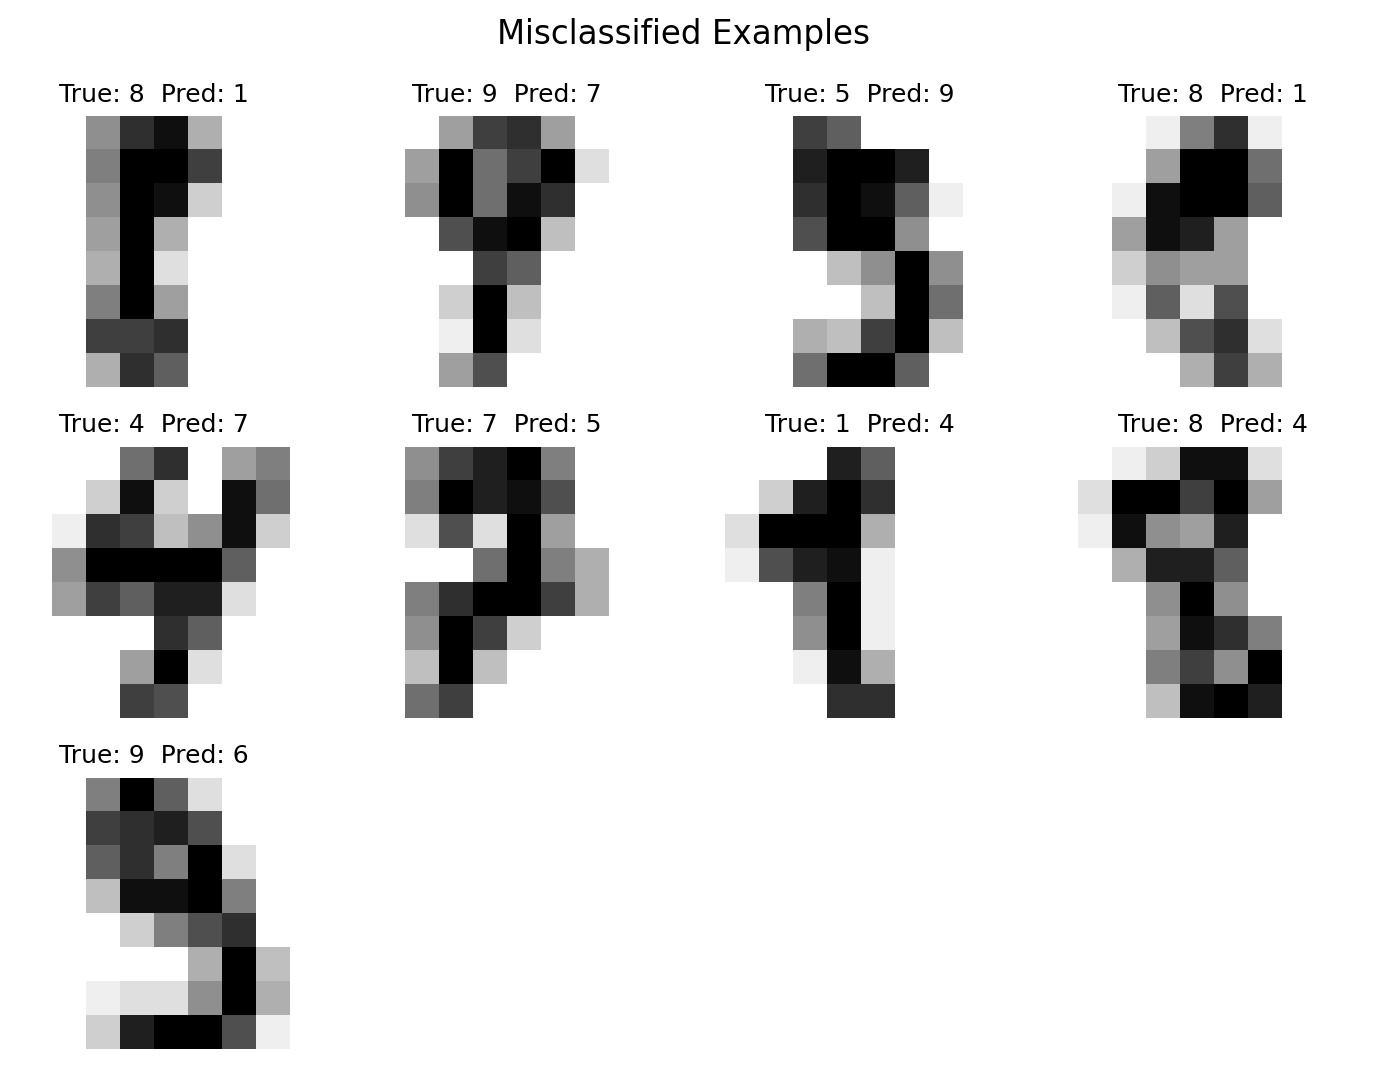 Misclassified Examples
True: 8  Pred: 1
True: 9  Pred: 7
True: 5  Pred: 9
True: 8  Pred: 1
True: 4  Pred: 7
True: 7  Pred: 5
True: 1  Pred: 4
True: 8  Pred: 4
True: 9  Pred: 6